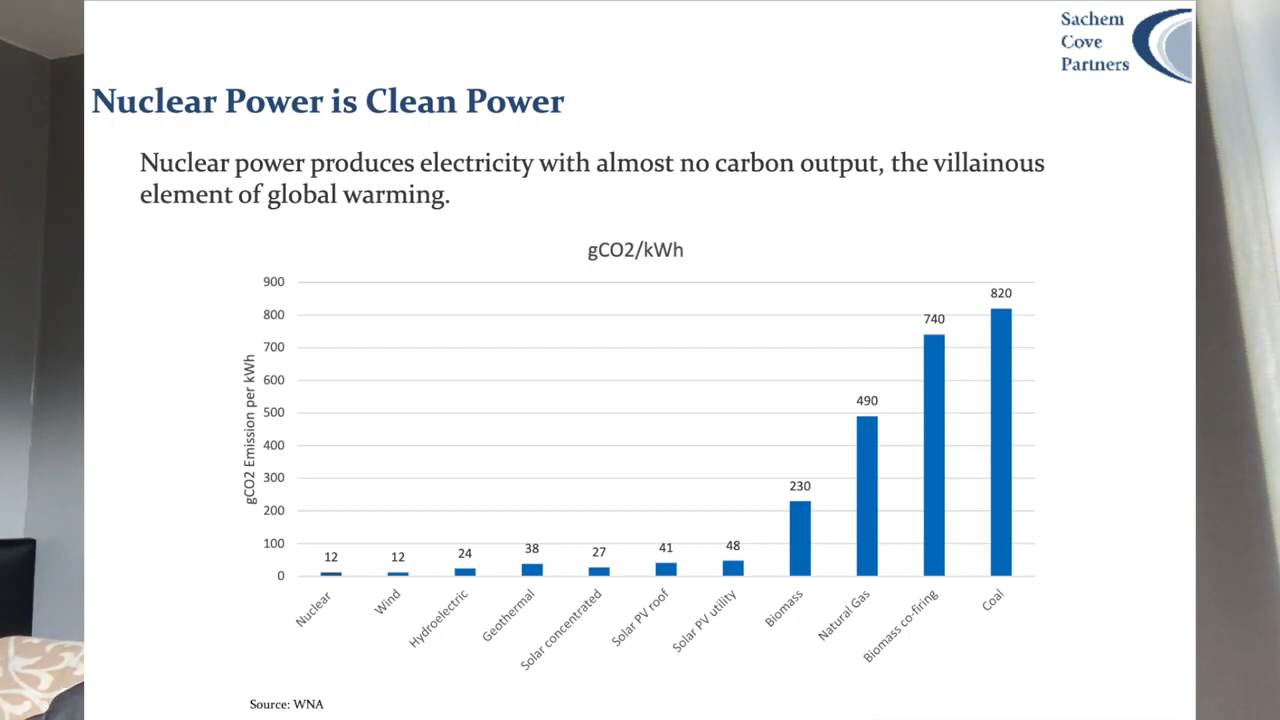 Sachem
Cove
Partners
Nuclear Power is Clean Power
Nuclear power produces electricity with almost no carbon output, the villainous
element of global warming.
gCO2/kWh
gCO2 Emission per kWh
900
800
700
600
500
400
300
200
100
0
12
12
24
38
27
41
48
230
490
740
820
Nuclear
Wind
Hydroelectric
Geothermal
Solar concentrated
Solar PV roof
Solar PV utility
Biomass
Natural Gas
Biomass co-firing
Coal
Source: WNA